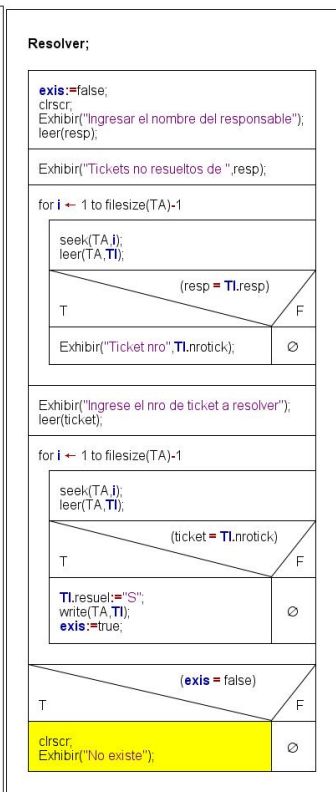 Resolver;
exis:=false;
clrscr;
Exhibir("Ingresar el nombre del responsable");
leer(resp);
Exhibir("Tickets no resueltos de ",resp);
for i ← 1 to filesize(TA)-1
seek(TA,i);
leer(TA,TI);
(resp = TI.resp)
T F
Exhibir("Ticket nro",TI.nrotick); ∅
Exhibir("Ingrese el nro de ticket a resolver");
leer(ticket);
for i ← 1 to filesize(TA)-1
seek(TA,i);
leer(TA,TI);
(ticket = TI.nrotick)
T F
TI.resuel:="S";
write(TA,TI); ∅
exis:=true;
(exis = false)
T F
clrscr; ∅
Exhibir("No existe");